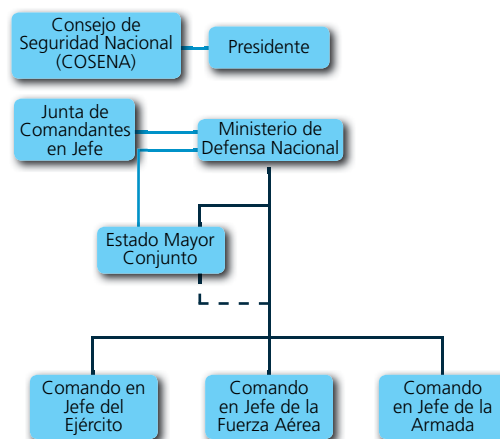 Consejo de
Seguridad Nacional
(COSENA)
Presidente
Junta de
Comandantes
en Jefe
Ministerio de
Defensa Nacional
Estado Mayor
Conjunto
Comando en
Jefe del
Ejército
Comando
en Jefe de la
Fuerza Aérea
Comando
en Jefe de la
Armada